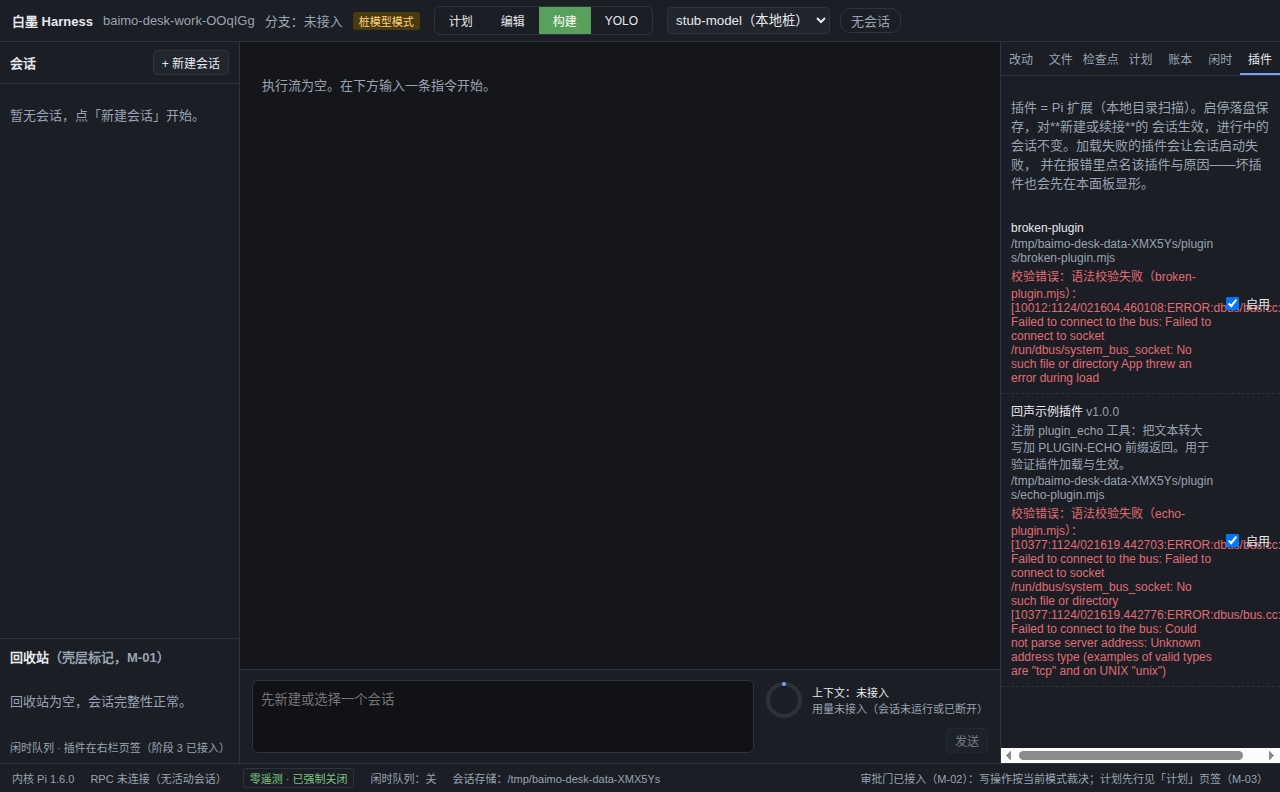 白墨 Harness baimo-desk-work-OOqIGg 分支：未接入 桩模型模式 计划 编辑 构建 YOLO stub-model（本地桩） 无会话
会话 + 新建会话
暂无会话，点「新建会话」开始。
回收站（壳层标记，M-01）
回收站为空，会话完整性正常。
闲时队列 · 插件在右栏页签（阶段 3 已接入）
执行流为空。在下方输入一条指令开始。
先新建或选择一个会话
上下文：未接入
用量未接入（会话未运行或已断开）
发送
改动 文件 检查点 计划 账本 闲时 插件
插件 = Pi 扩展（本地目录扫描）。启停落盘保
存，对**新建或续接**的 会话生效，进行中的
会话不变。加载失败的插件会让会话启动失
败， 并在报错里点名该插件与原因——坏插
件也会先在本面板显形。
broken-plugin
/tmp/baimo-desk-data-XMX5Ys/plugin
s/broken-plugin.mjs
校验错误：语法校验失败（broken-
plugin.mjs）：
[10012:1124/021604.460108:ERROR:dbus/bus.cc:
启用
Failed to connect to the bus: Failed to
connect to socket
/run/dbus/system_bus_socket: No
such file or directory App threw an
error during load
回声示例插件 v1.0.0
注册 plugin_echo 工具：把文本转大
写加 PLUGIN-ECHO 前缀返回。用于
验证插件加载与生效。
/tmp/baimo-desk-data-XMX5Ys/plugin
s/echo-plugin.mjs
校验错误：语法校验失败（echo-
plugin.mjs）：
[10377:1124/021619.442703:ERROR:dbus/bus.cc:
启用
Failed to connect to the bus: Failed to
connect to socket
/run/dbus/system_bus_socket: No
such file or directory
[10377:1124/021619.442776:ERROR:dbus/bus.cc:
Failed to connect to the bus: Could
not parse server address: Unknown
address type (examples of valid types
are "tcp" and on UNIX "unix")
内核 Pi 1.6.0 RPC 未连接（无活动会话） 零遥测 · 已强制关闭 闲时队列：关 会话存储：/tmp/baimo-desk-data-XMX5Ys 审批门已接入（M-02）：写操作按当前模式裁决；计划先行见「计划」页签（M-03）